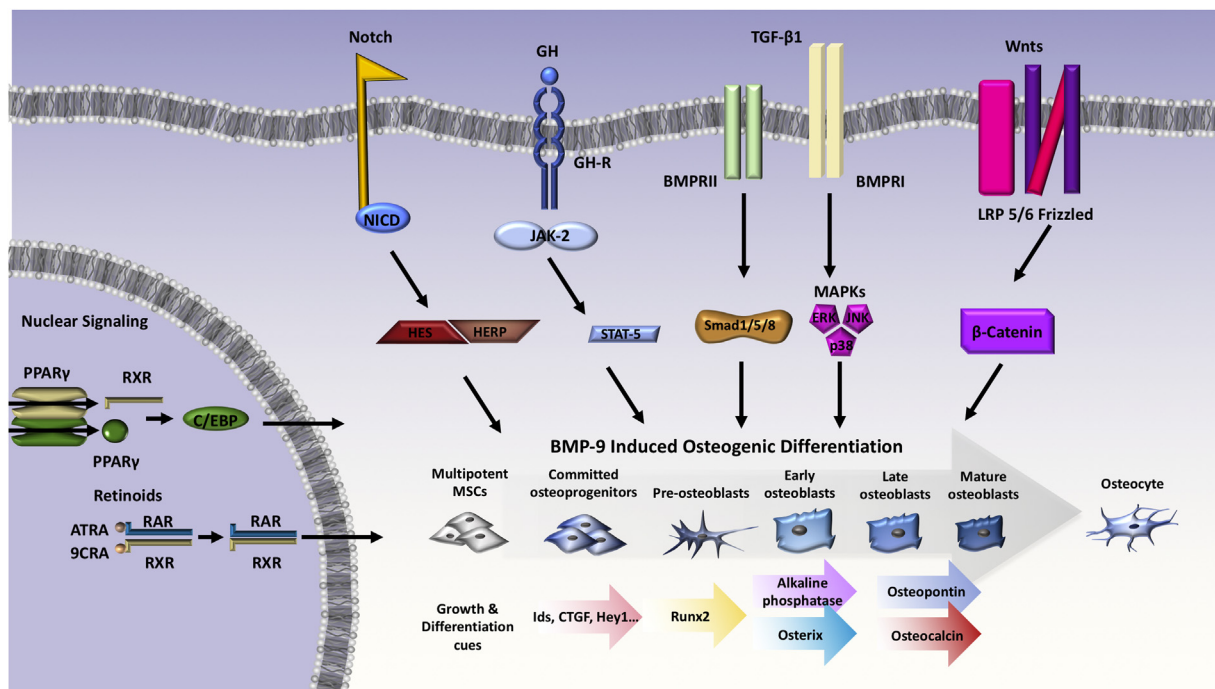 Notch
GH
TGF-β1
Wnts
GH-R
BMPRII
BMPRI
NICD
JAK-2
LRP 5/6 Frizzled
MAPKs
ERK
JNK
p38
HES
HERP
STAT-5
Smad1/5/8
β-Catenin
Nuclear Signaling
PPARγ
RXR
C/EBP
PPARγ
Retinoids
ATRA
RAR
RAR
9CRA
RXR
RXR
BMP-9 Induced Osteogenic Differentiation
Multipotent
MSCs
Committed
osteoprogenitors
Pre-osteoblasts
Early
osteoblasts
Late
osteoblasts
Mature
osteoblasts
Osteocyte
Growth &
Differentiation
cues
Ids, CTGF, Hey1...
Runx2
Alkaline
phosphatase
Osterix
Osteopontin
Osteocalcin